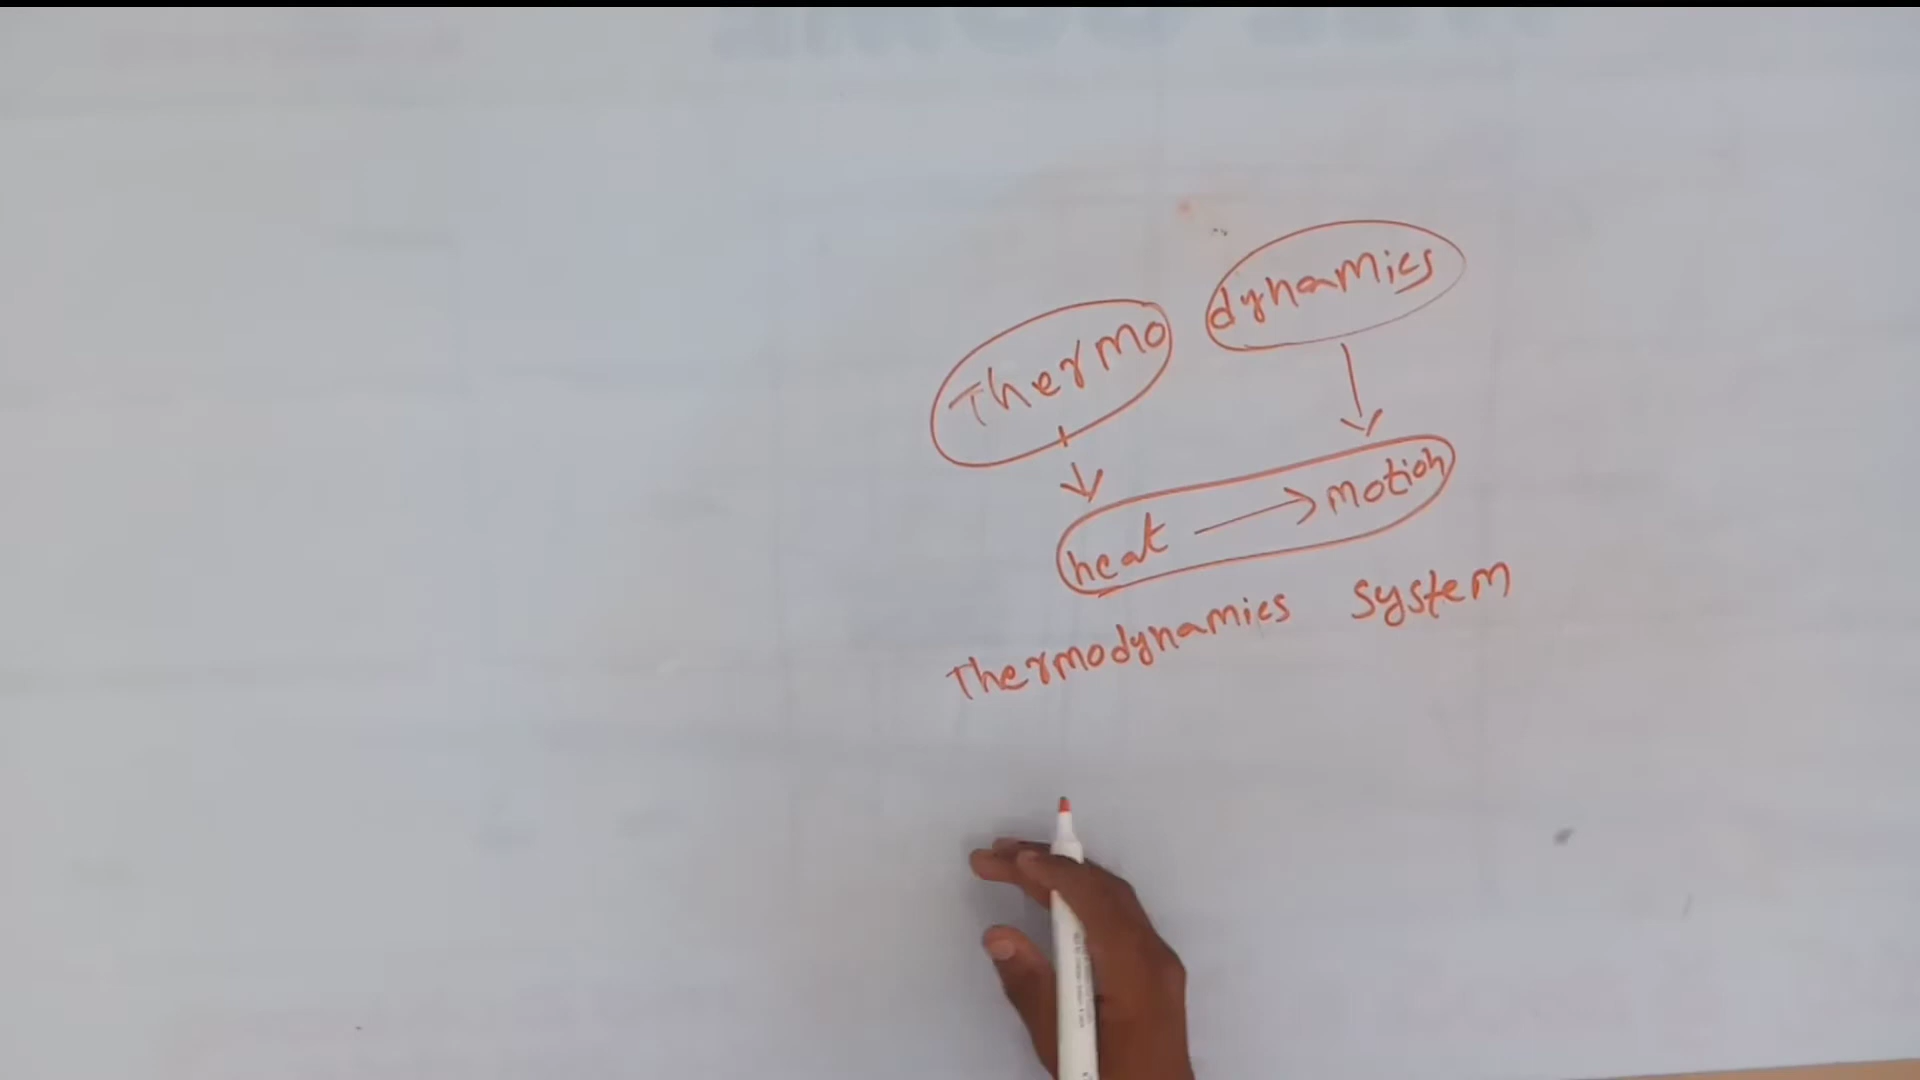 Thermo dynamics
heat → motion
Thermodynamics System